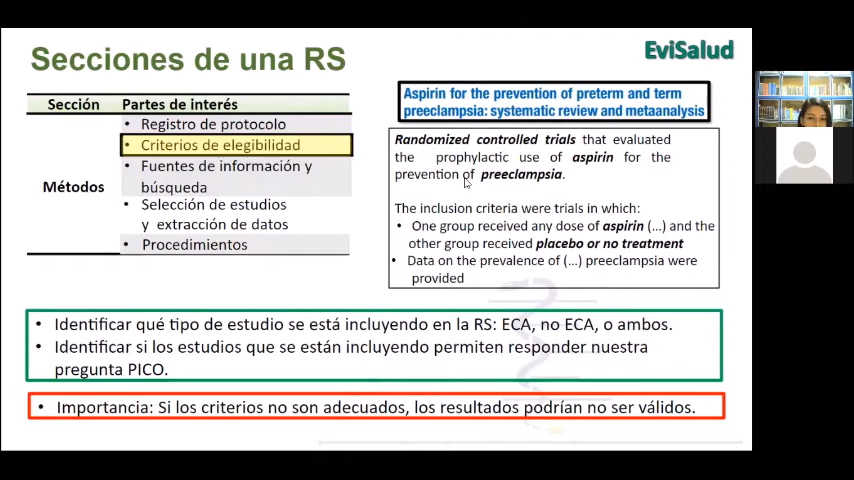 Secciones de una RS
EviSalud
Sección Partes de interés
Métodos
• Registro de protocolo
• Criterios de elegibilidad
• Fuentes de información y
búsqueda
• Selección de estudios
y extracción de datos
• Procedimientos
Aspirin for the prevention of preterm and term
preeclampsia: systematic review and metaanalysis
Randomized controlled trials that evaluated
the prophylactic use of aspirin for the
prevention of preeclampsia.
The inclusion criteria were trials in which:
• One group received any dose of aspirin (...) and the
other group received placebo or no treatment
• Data on the prevalence of (...) preeclampsia were
provided
• Identificar qué tipo de estudio se está incluyendo en la RS: ECA, no ECA, o ambos.
• Identificar si los estudios que se están incluyendo permiten responder nuestra
pregunta PICO.
• Importancia: Si los criterios no son adecuados, los resultados podrían no ser válidos.